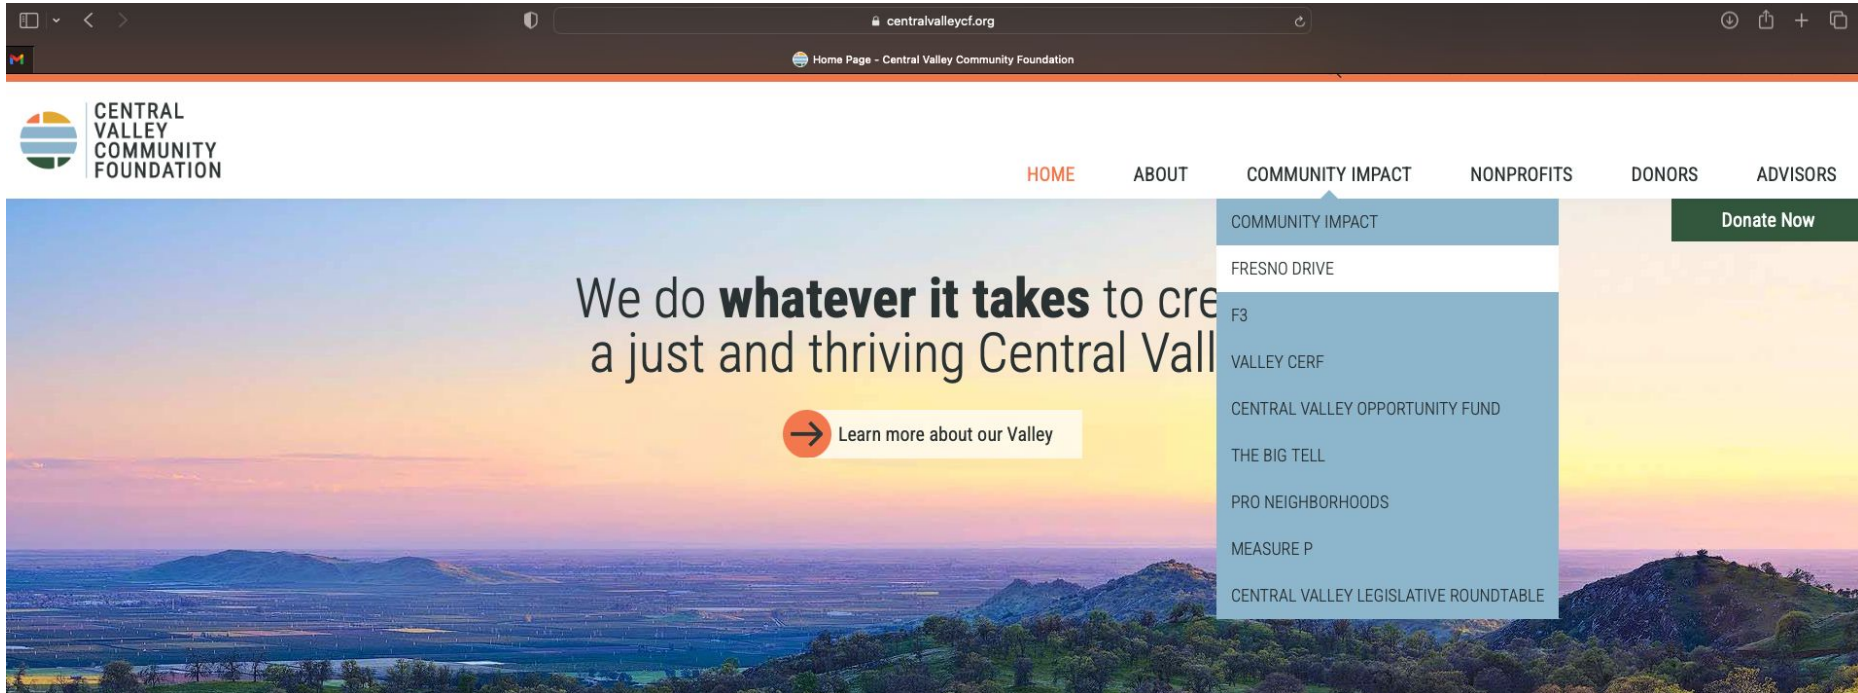 centralvalleycf.org
Home Page - Central Valley Community Foundation
CENTRAL
VALLEY
COMMUNITY
FOUNDATION
HOME ABOUT COMMUNITY IMPACT NONPROFITS DONORS ADVISORS
Donate Now
COMMUNITY IMPACT
FRESNO DRIVE
F3
VALLEY CERF
CENTRAL VALLEY OPPORTUNITY FUND
THE BIG TELL
PRO NEIGHBORHOODS
MEASURE P
CENTRAL VALLEY LEGISLATIVE ROUNDTABLE
We do whatever it takes to cre
a just and thriving Central Vall
Learn more about our Valley